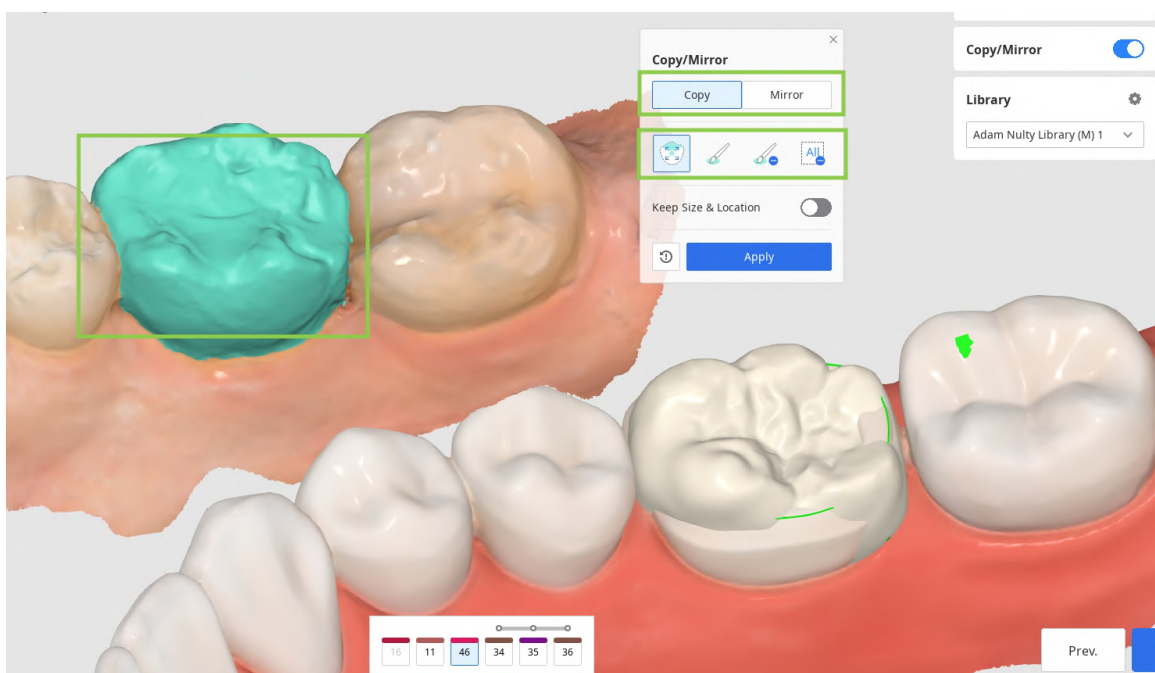 Copy/Mirror
Copy Mirror
All
Keep Size & Location
Apply
Copy/Mirror
Library
Adam Nulty Library (M) 1
16 11 46 34 35 36
Prev.